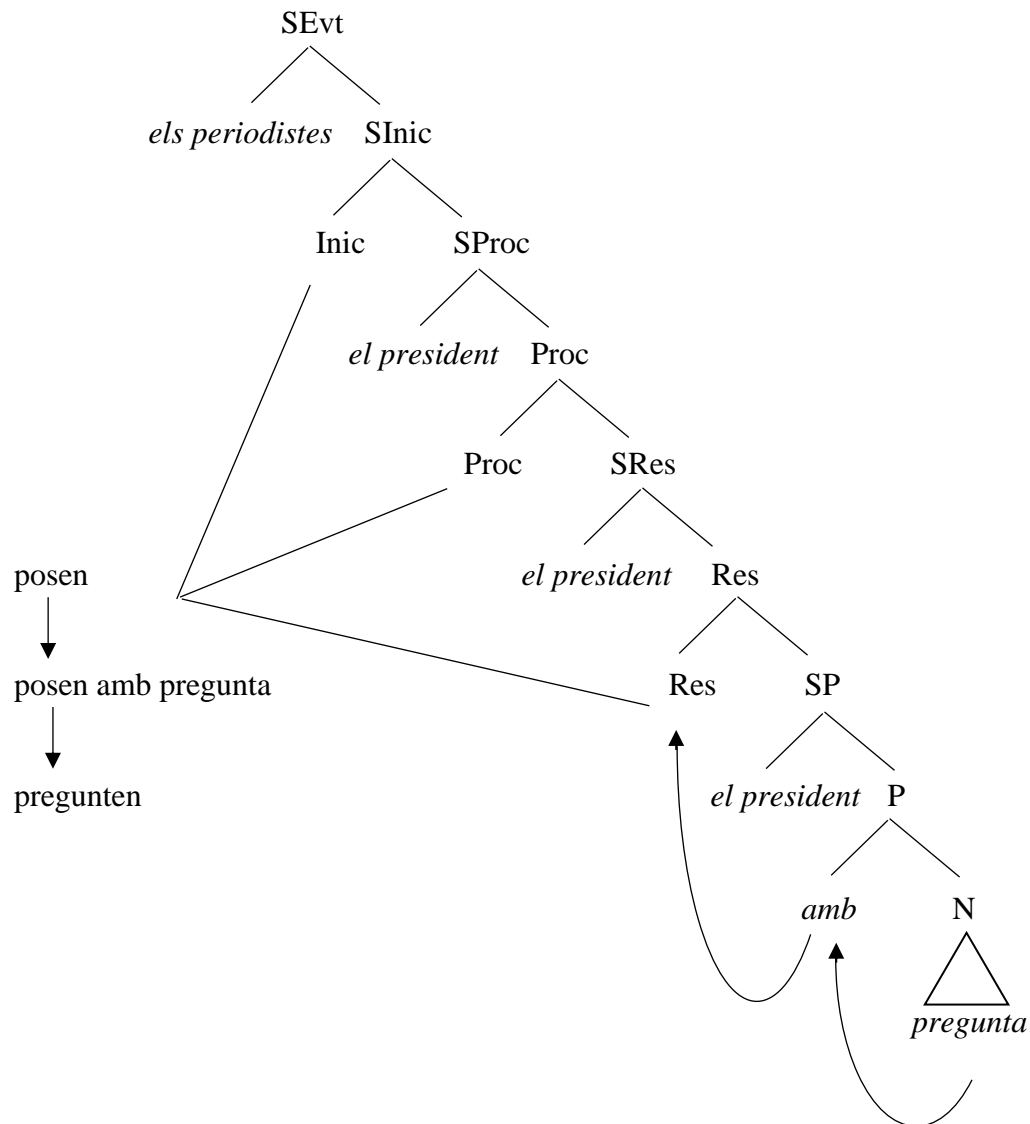 SEvt
els periodistes SInic
Inic SProc
el president Proc
Proc SRes
posen
el president Res
posen amb pregunta
Res SP
pregunten
el president P
amb N
pregunta